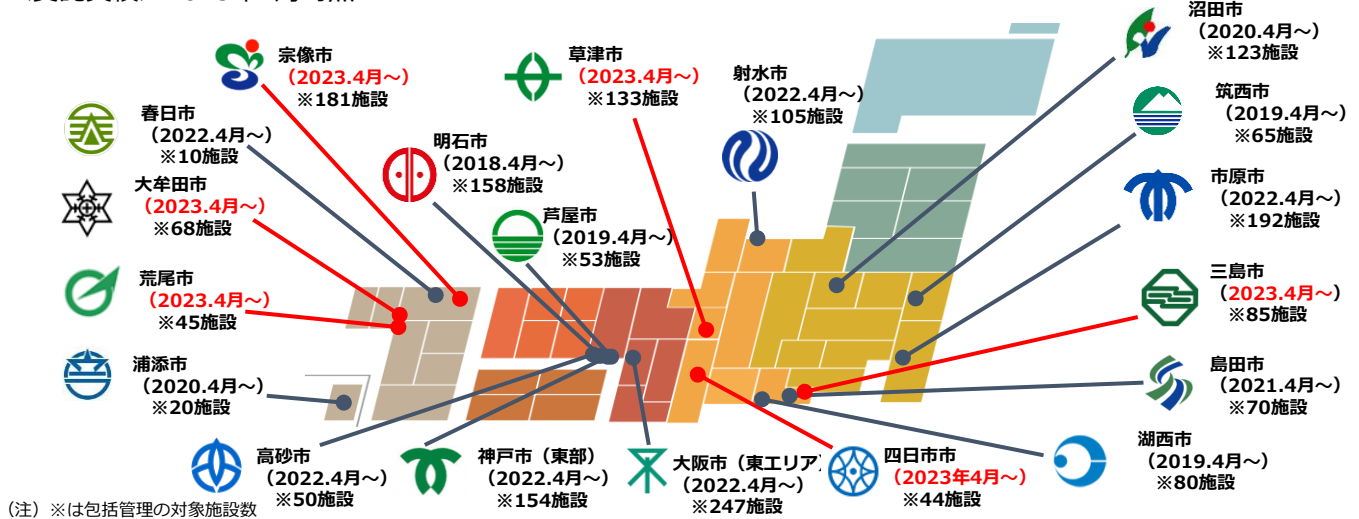 宗像市
(2023.4月~)
※181施設
草津市
(2023.4月~)
※133施設
射水市
(2022.4月~)
※105施設
沼田市
(2020.4月~)
※123施設
春日市
(2022.4月~)
※10施設
明石市
(2018.4月~)
※158施設
筑西市
(2019.4月~)
※65施設
大牟田市
(2023.4月~)
※68施設
芦屋市
(2019.4月~)
※53施設
市原市
(2022.4月~)
※192施設
荒尾市
(2023.4月~)
※45施設
三島市
(2023.4月~)
※85施設
浦添市
(2020.4月~)
※20施設
島田市
(2021.4月~)
※70施設
高砂市
(2022.4月~)
※50施設
神戸市(東部)
(2022.4月~)
※154施設
大阪市(東エリア)
(2022.4月~)
※247施設
四日市市
(2023年4月~)
※44施設
湖西市
(2019.4月~)
※80施設
(注)※は包括管理の対象施設数